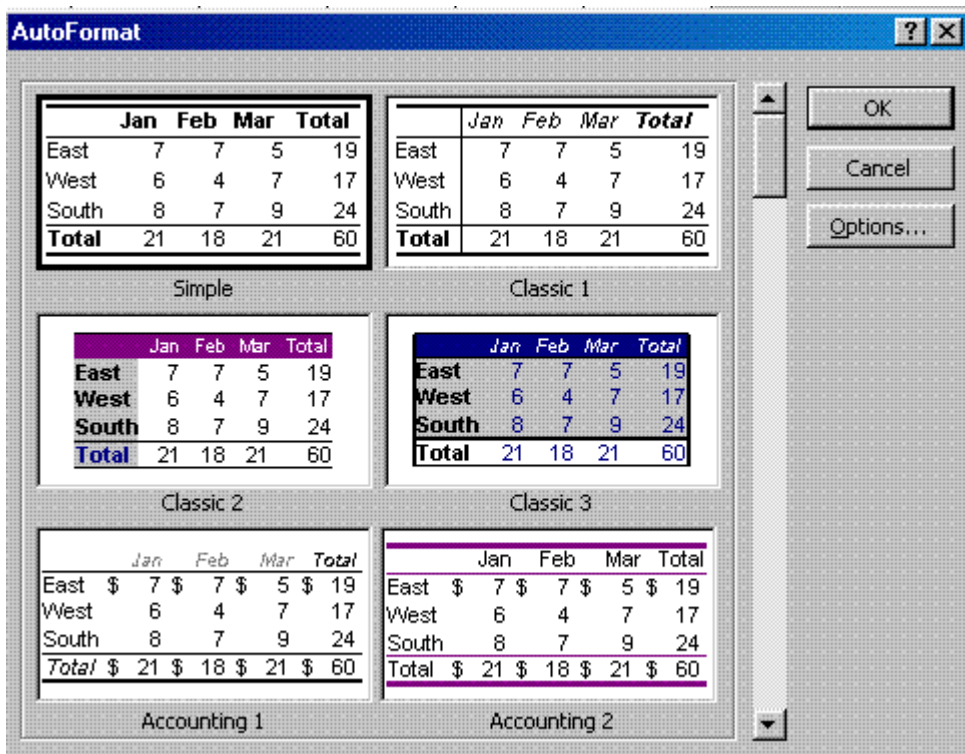 AutoFormat
OK
Cancel
Options...
Jan Feb Mar Total
East 7 7 5 19
West 6 4 7 17
South 8 7 9 24
Total 21 18 21 60
Simple
Jan Feb Mar Total
East 7 7 5 19
West 6 4 7 17
South 8 7 9 24
Total 21 18 21 60
Classic 1
Jan Feb Mar Total
East 7 7 5 19
West 6 4 7 17
South 8 7 9 24
Total 21 18 21 60
Classic 2
Jan Feb Mar Total
East 7 7 5 19
West 6 4 7 17
South 8 7 9 24
Total 21 18 21 60
Classic 3
Jan Feb Mar Total
East $ 7 $ 7 $ 5 $ 19
West 6 4 7 17
South 8 7 9 24
Total $ 21 $ 18 $ 21 $ 60
Accounting 1
Jan Feb Mar Total
East $ 7 $ 7 $ 5 $ 19
West 6 4 7 17
South 8 7 9 24
Total $ 21 $ 18 $ 21 $ 60
Accounting 2